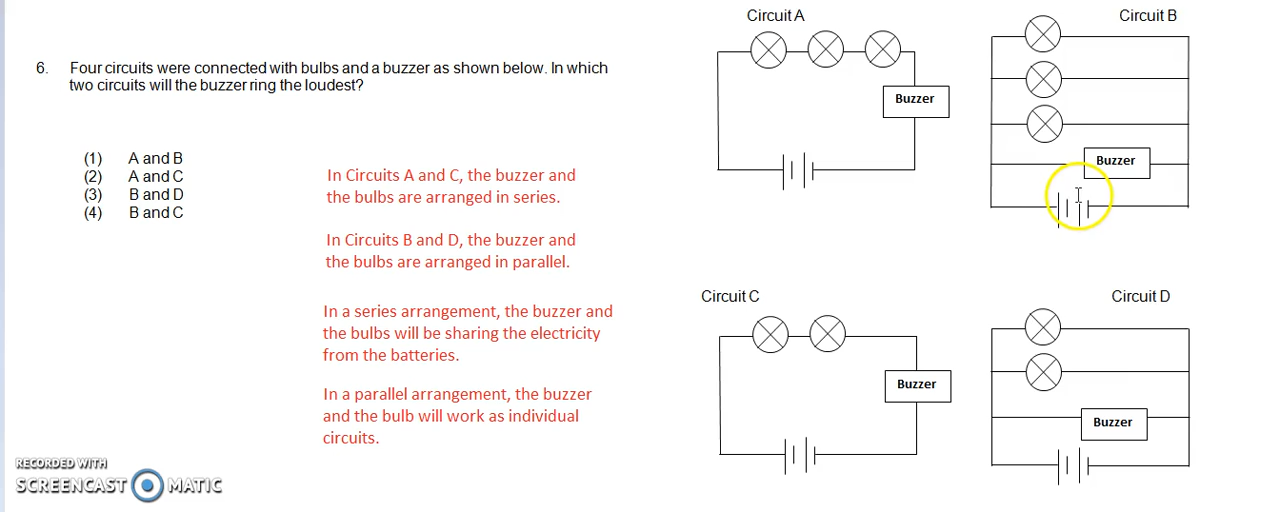 6. Four circuits were connected with bulbs and a buzzer as shown below. In which
two circuits will the buzzer ring the loudest?
(1) A and B
(2) A and C
(3) B and D
(4) B and C
In Circuits A and C, the buzzer and
the bulbs are arranged in series.
In Circuits B and D, the buzzer and
the bulbs are arranged in parallel.
In a series arrangement, the buzzer and
the bulbs will be sharing the electricity
from the batteries.
In a parallel arrangement, the buzzer
and the bulb will work as individual
circuits.
Circuit A
Buzzer
Circuit B
Buzzer
Circuit C
Buzzer
Circuit D
Buzzer
RECORDED WITH
SCREENCAST MATIC